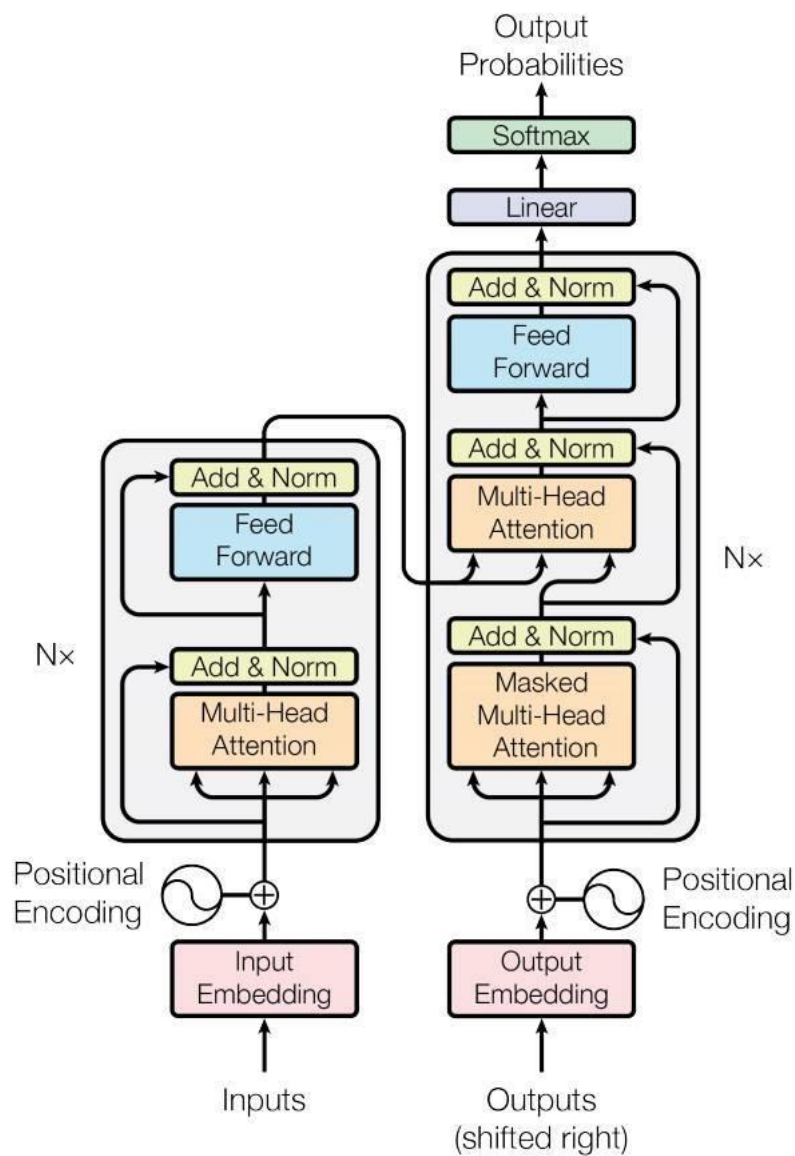 Output
Probabilities
Softmax
Linear
Add & Norm
Feed
Forward
Add & Norm
Multi-Head
Attention
Add & Norm
Masked
Multi-Head
Attention
Nx
Add & Norm
Feed
Forward
Add & Norm
Multi-Head
Attention
Nx
Positional
Encoding
Positional
Encoding
Input
Embedding
Output
Embedding
Inputs
Outputs
(shifted right)